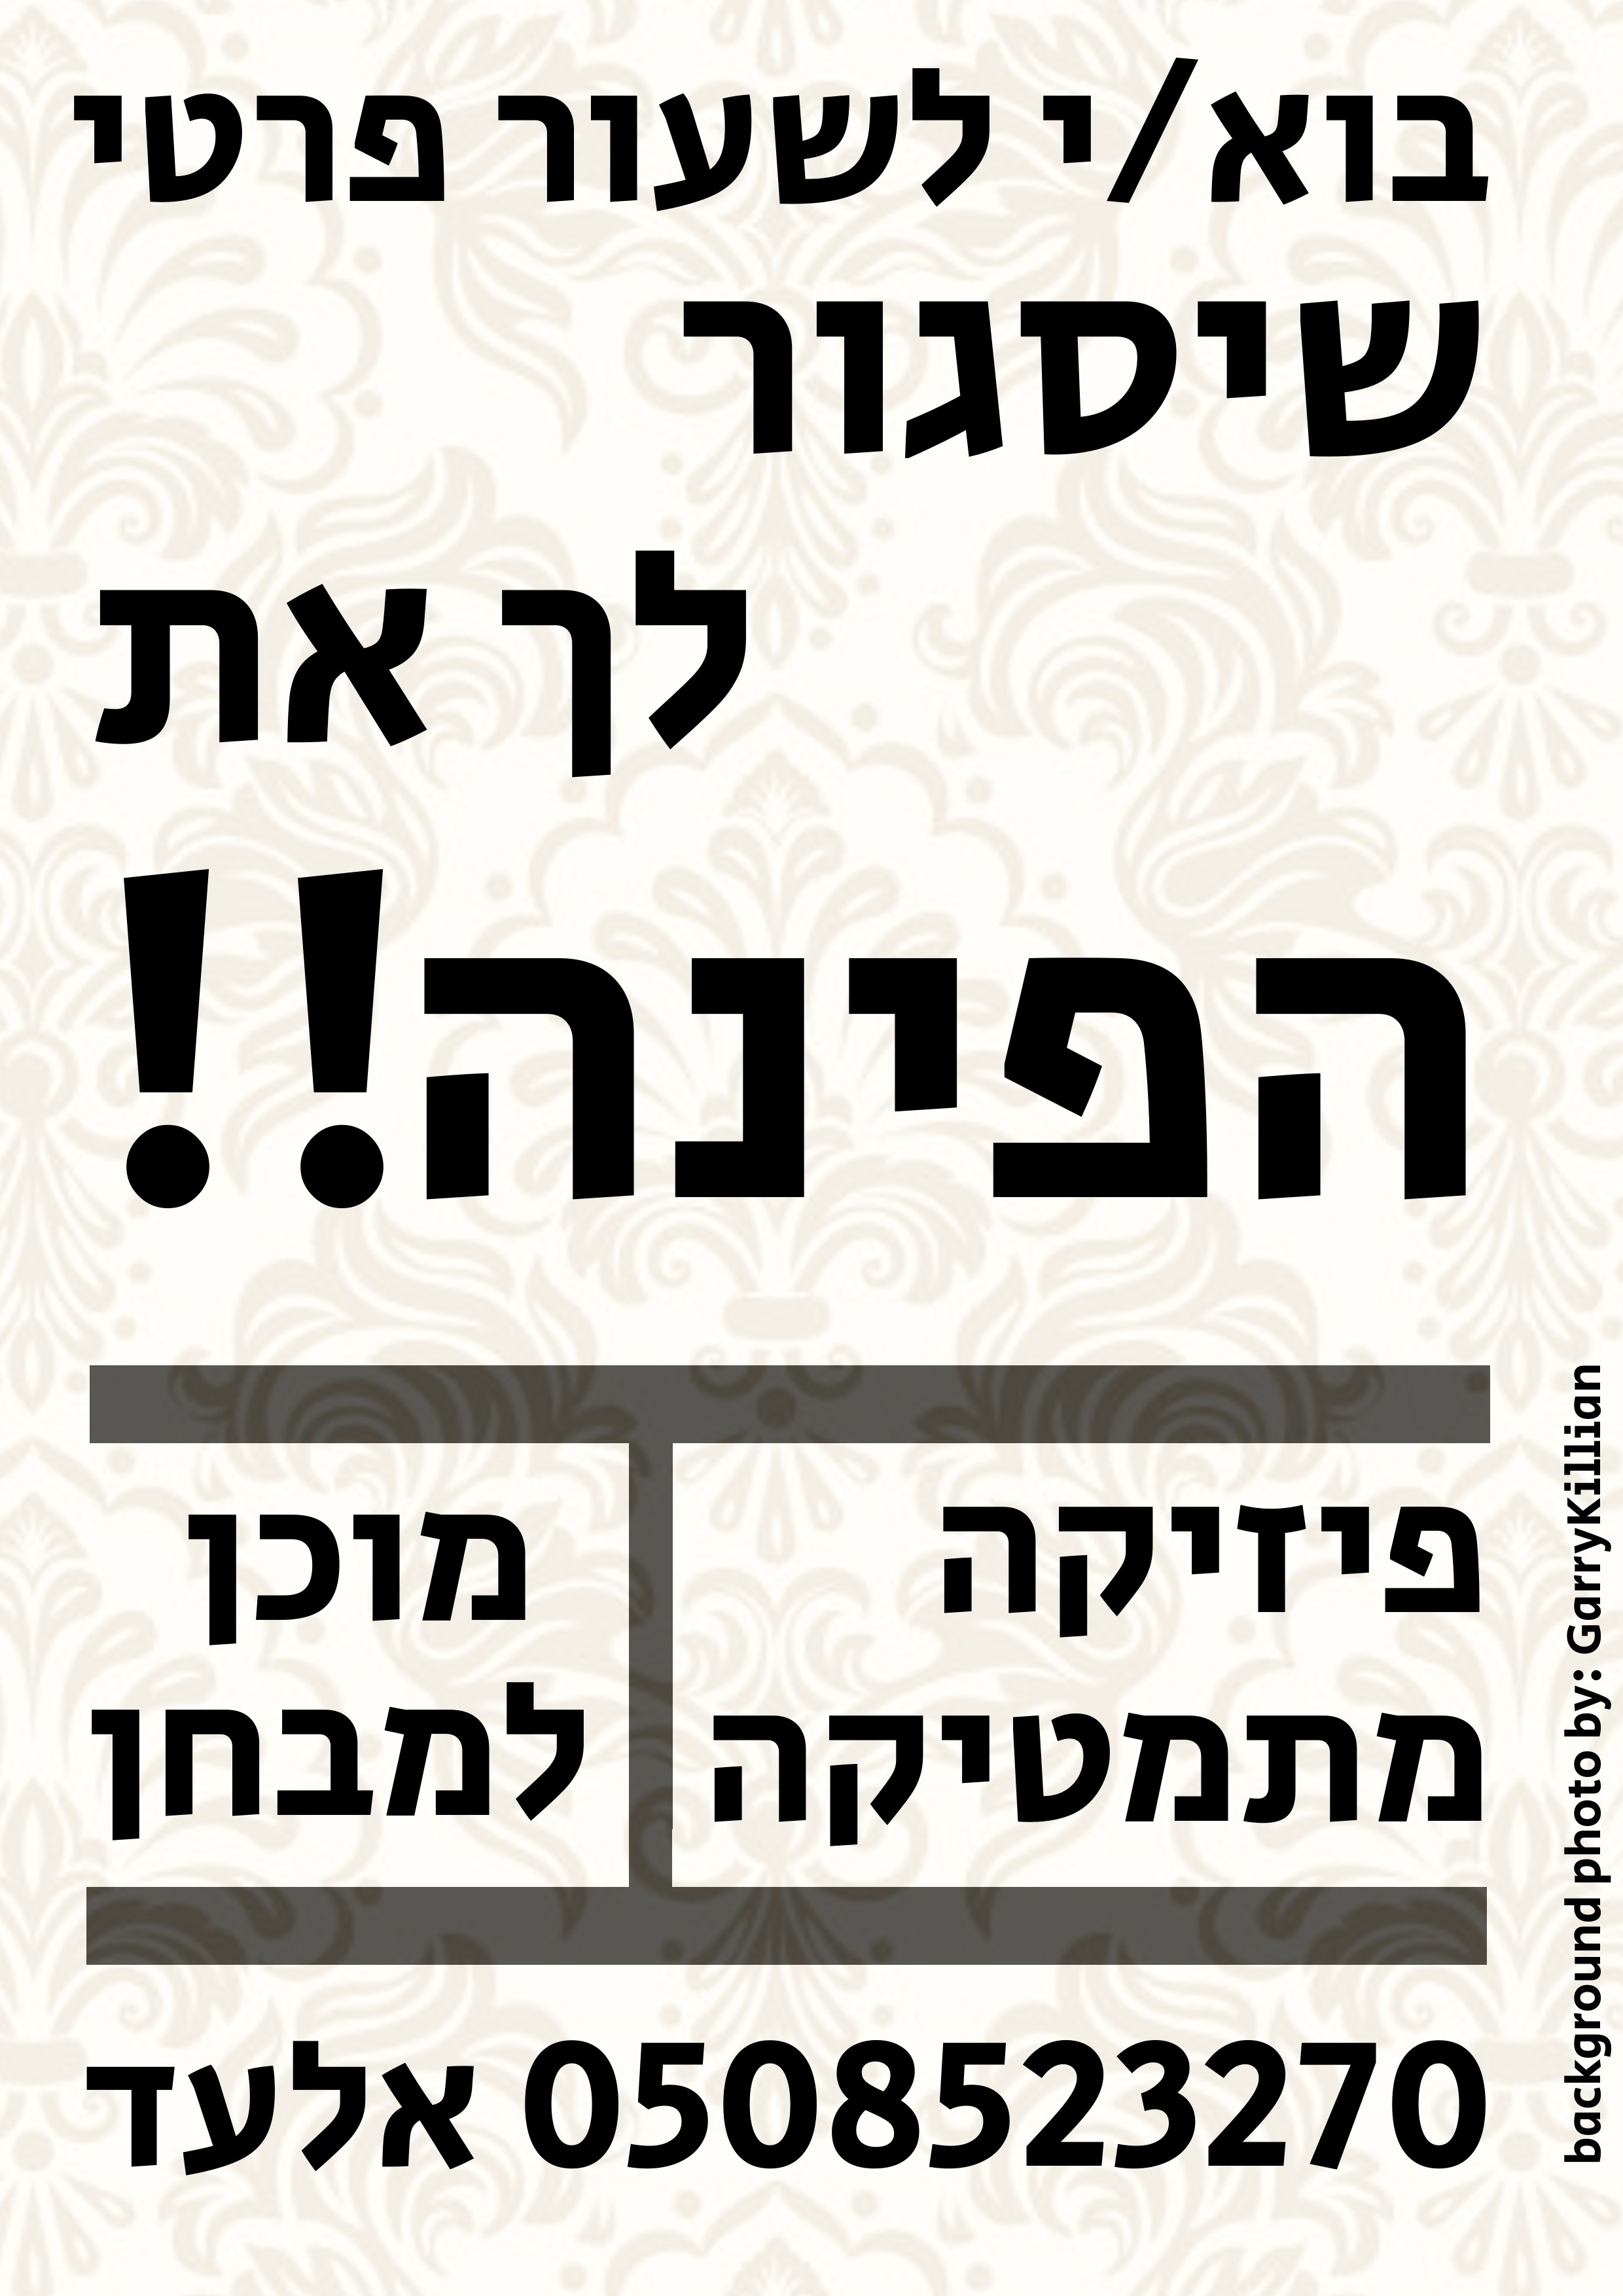 בוא/י לשעור פרטי
שיסגור
לך את
הפינה!!
פיזיקה
מתמטיקה
מוכן
למבחן
0508523270 אלעד
background photo by: GarryKillian